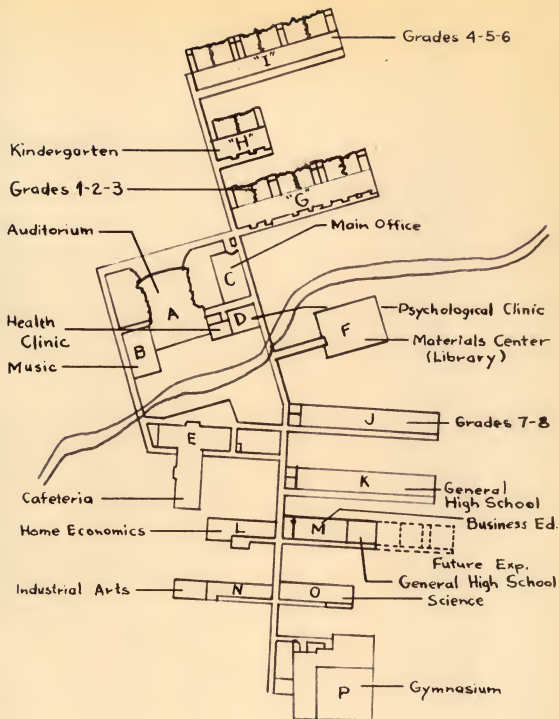 Grades 4-5-6
"I"
Kindergarten
"H"
Grades 1-2-3
"G"
Auditorium
Main Office
C
A
D
Psychological Clinic
Health
Clinic
F
Materials Center
(Library)
B
Music
J
Grades 7-8
E
K
General
High School
Cafeteria
Business Ed.
Home Economics
L
M
Future Exp.
General High School
Industrial Arts
N
O
Science
P
Gymnasium